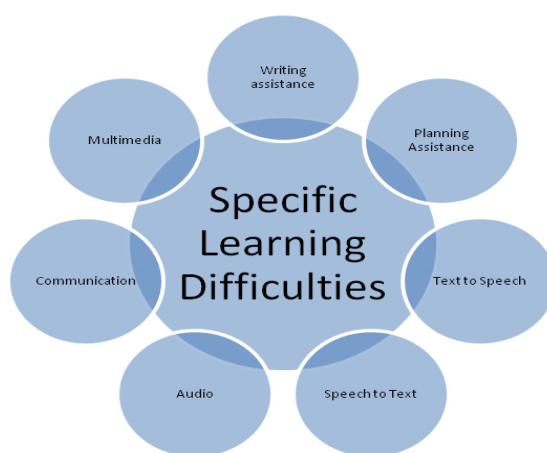 Writing
assistance
Planning
Assistance
Text to Speech
Speech to Text
Audio
Communication
Multimedia
Specific
Learning
Difficulties